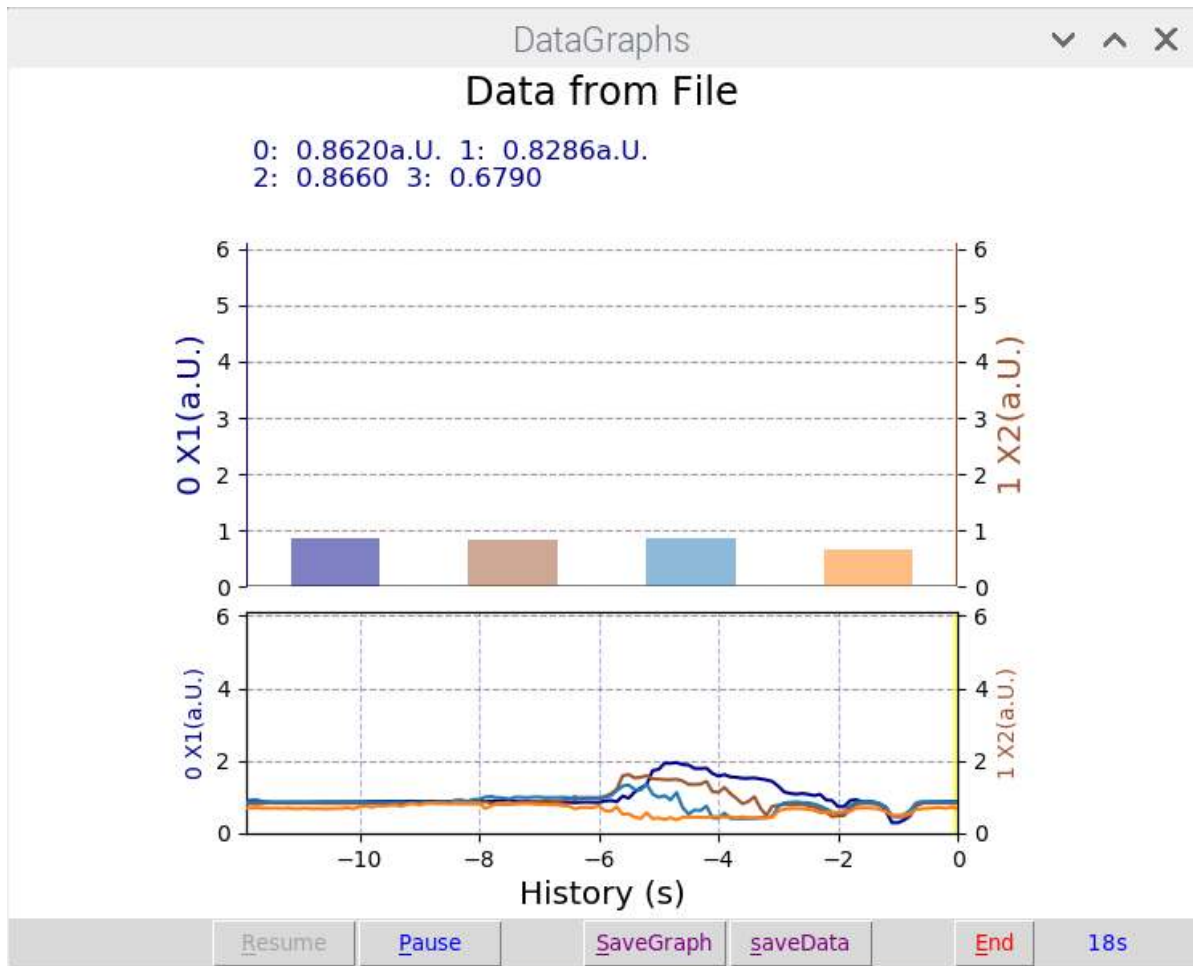 DataGraphs
Data from File
0:  0.8620a.U.  1:  0.8286a.U.
2:  0.8660  3:  0.6790
6 6
5 5
4 4
3 3
2 2
1 1
0 0
0 X1(a.U.)
1 X2(a.U.)
6 6
4 4
2 2
0 0
0 X1(a.U.)
1 X2(a.U.)
−10 −8 −6 −4 −2 0
History (s)
Resume Pause SaveGraph saveData End 18s